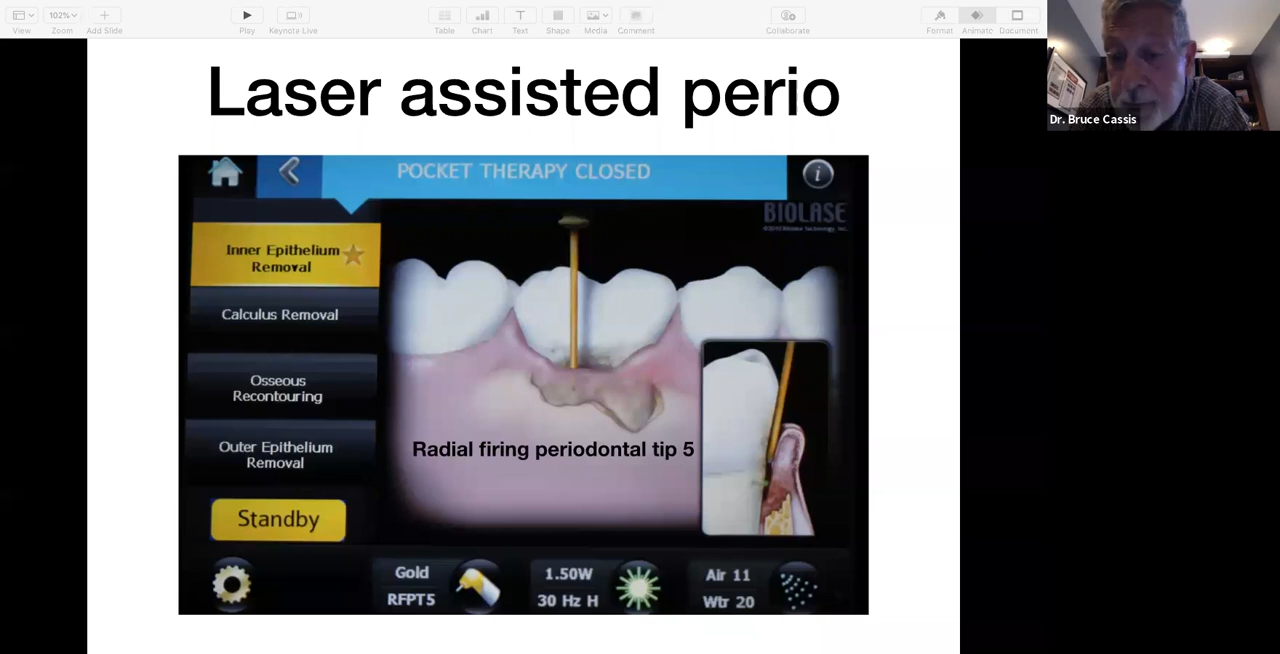 102%
View
Zoom
Add Slide
Play
Keynote Live
Table
Chart
Text
Shape
Media
Comment
Collaborate
Format
Animate
Document
Dr. Bruce Cassis
Laser assisted perio
POCKET THERAPY CLOSED
i
BIOLASE
Inner Epithelium
Removal
Calculus Removal
Osseous
Recontouring
Outer Epithelium
Removal
Radial firing periodontal tip 5
Standby
Gold
RFPT5
1.50W
30 Hz H
Air 11
Wtr 20